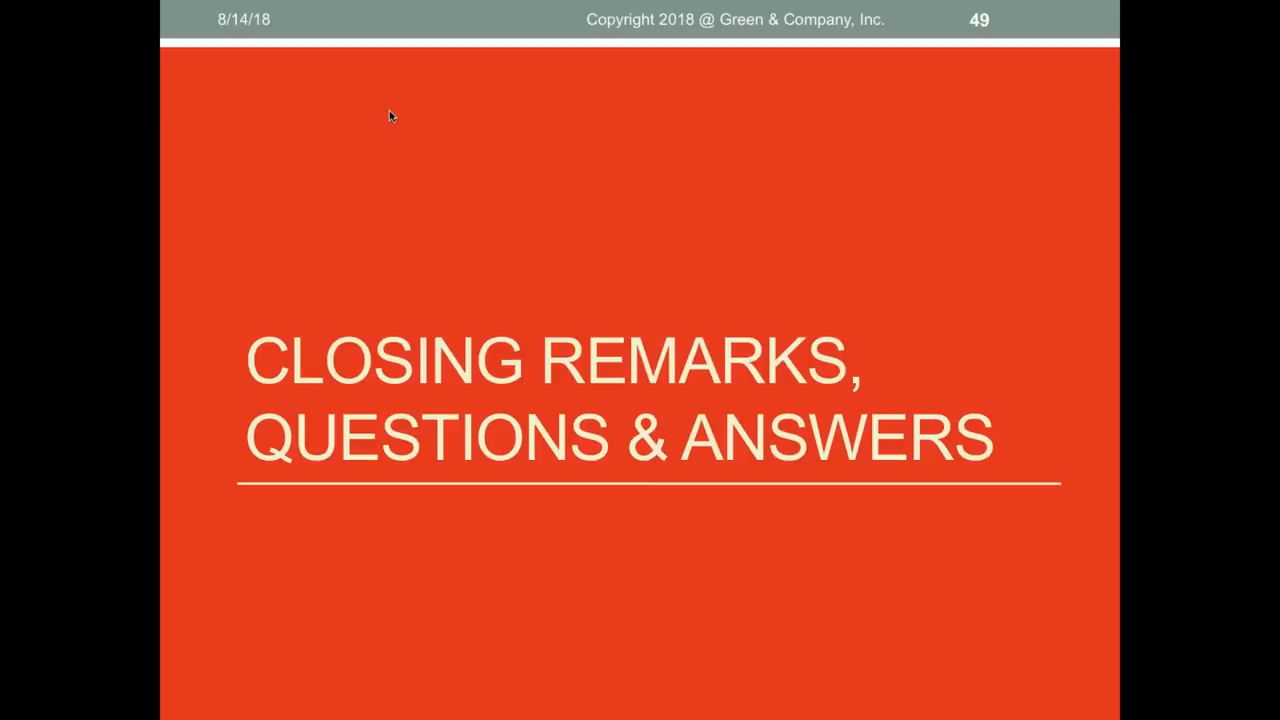 8/14/18 Copyright 2018 @ Green & Company, Inc. 49
CLOSING REMARKS,
QUESTIONS & ANSWERS